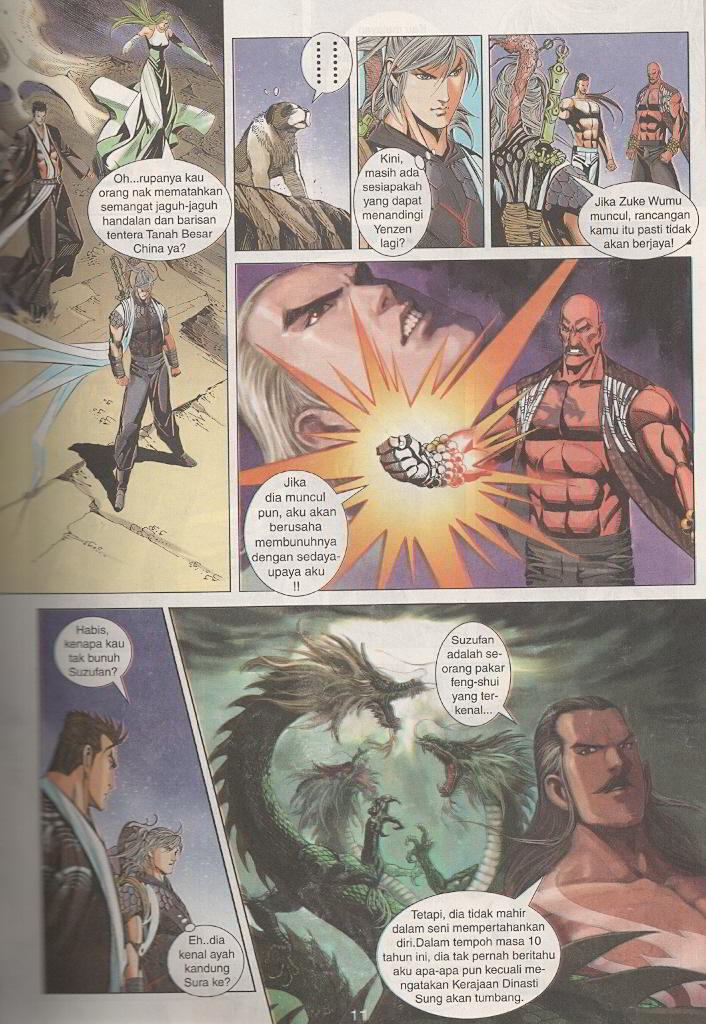 Oh...rupanya kau
orang nak mematahkan
semangat jaguh-jaguh
handalan dan barisan
tentera Tanah Besar
China ya?
Kini,
masih ada
sesiapakah
yang dapat
menandingi
Yenzen
lagi?
Jika Zuke Wumu
muncul, rancangan
kamu itu pasti tidak
akan berjaya!
Jika
dia muncul
pun, aku akan
berusaha
membunuhnya
dengan sedaya-
upaya aku
!!
Habis,
kenapa kau
tak bunuh
Suzufan?
Eh..dia
kenal ayah
kandung
Sura ke?
Suzufan
adalah se-
orang pakar
feng-shui
yang ter-
kenal...
Tetapi, dia tidak mahir
dalam seni mempertahankan
diri.Dalam tempoh masa 10
tahun ini, dia tak pernah beritahu
aku apa-apa pun kecuali me-
ngatakan Kerajaan Dinasti
Sung akan tumbang.
11